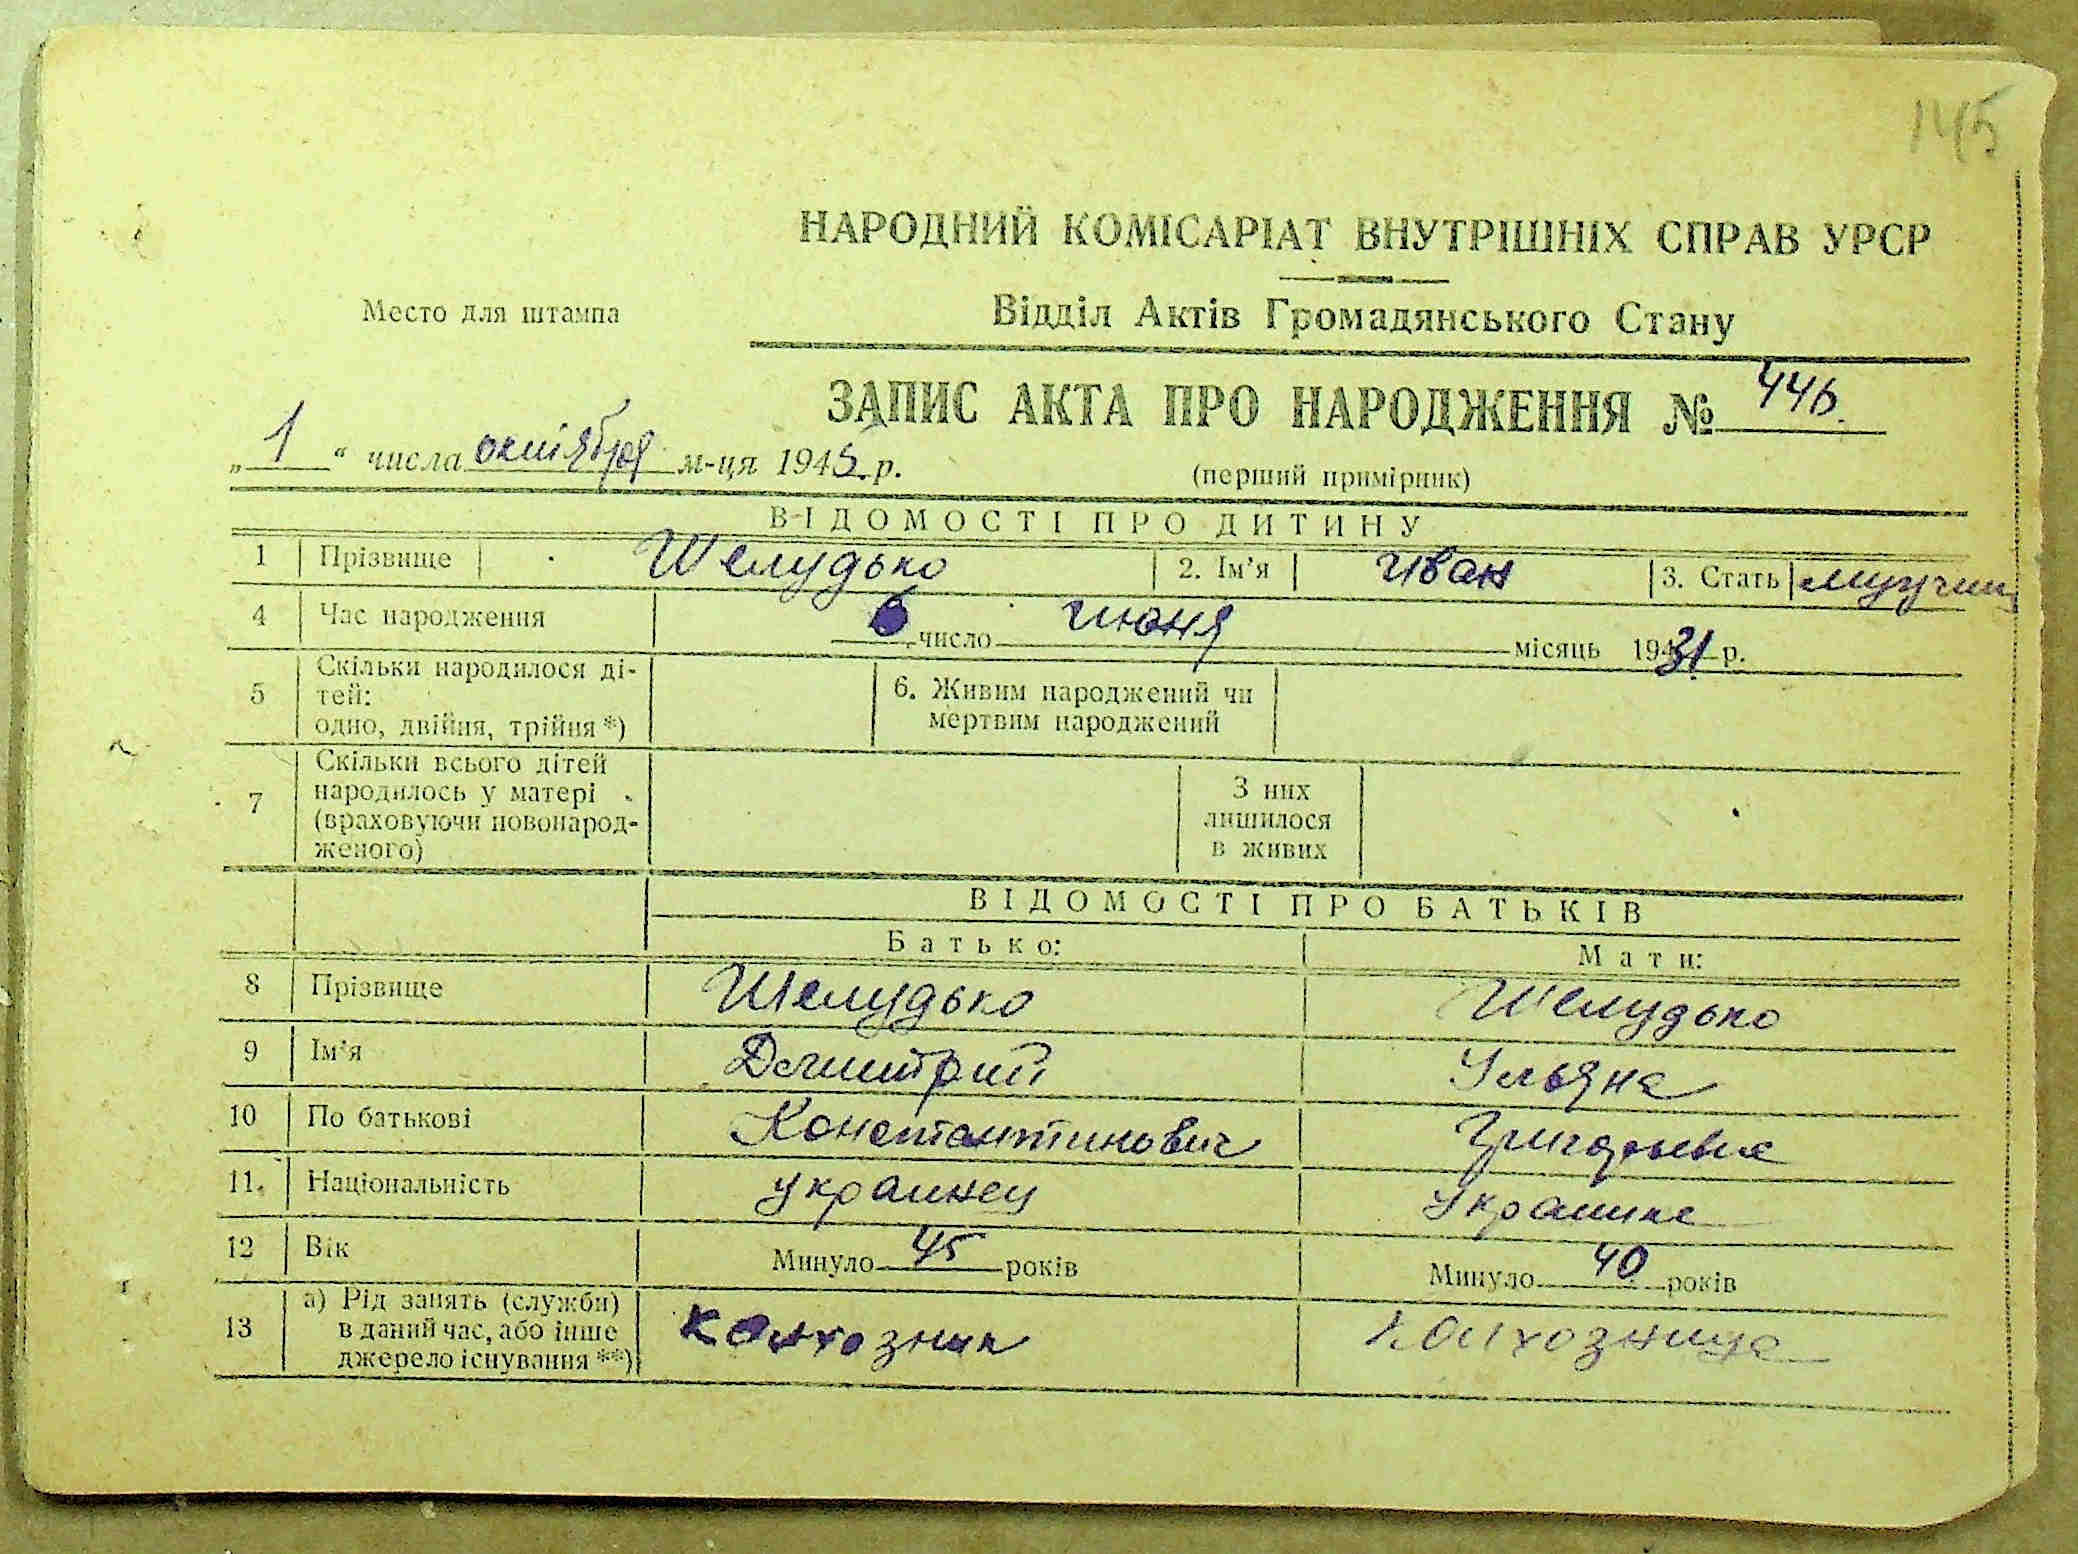 145
НАРОДНИЙ КОМІСАРІАТ ВНУТРІШНІХ СПРАВ УРСР
Место для штампа
Відділ Актів Громадянського Стану
ЗАПИС АКТА ПРО НАРОДЖЕННЯ № 446.
„1“ числа октября м-ця 1945 р.
(перший примірник)
ВІДОМОСТІ ПРО ДИТИНУ
1 Прізвище Шелудько 2. Ім'я Иван 3. Стать
4 Час народження 6 число июня місяць 1931 р.
5 Скільки народилося ді-
тей:
одно, двійня, трійня *)
6. Живим народжений чи
мертвим народжений
7 Скільки всього дітей
народилось у матері
(враховуючи новонарод-
женого)
З них
лишилося
в живих
ВІДОМОСТІ ПРО БАТЬКІВ
Батько: Мати:
8 Прізвище Шелудько Шелудько
9 Ім'я Димитрий Ульяна
10 По батькові Константинович Григорьевна
11. Національність украинец украинка
12 Вік Минуло 45 років Минуло 40 років
13 а) Рід занять (служби)
в даний час, або інше
джерело існування **)
колхозник колхозница